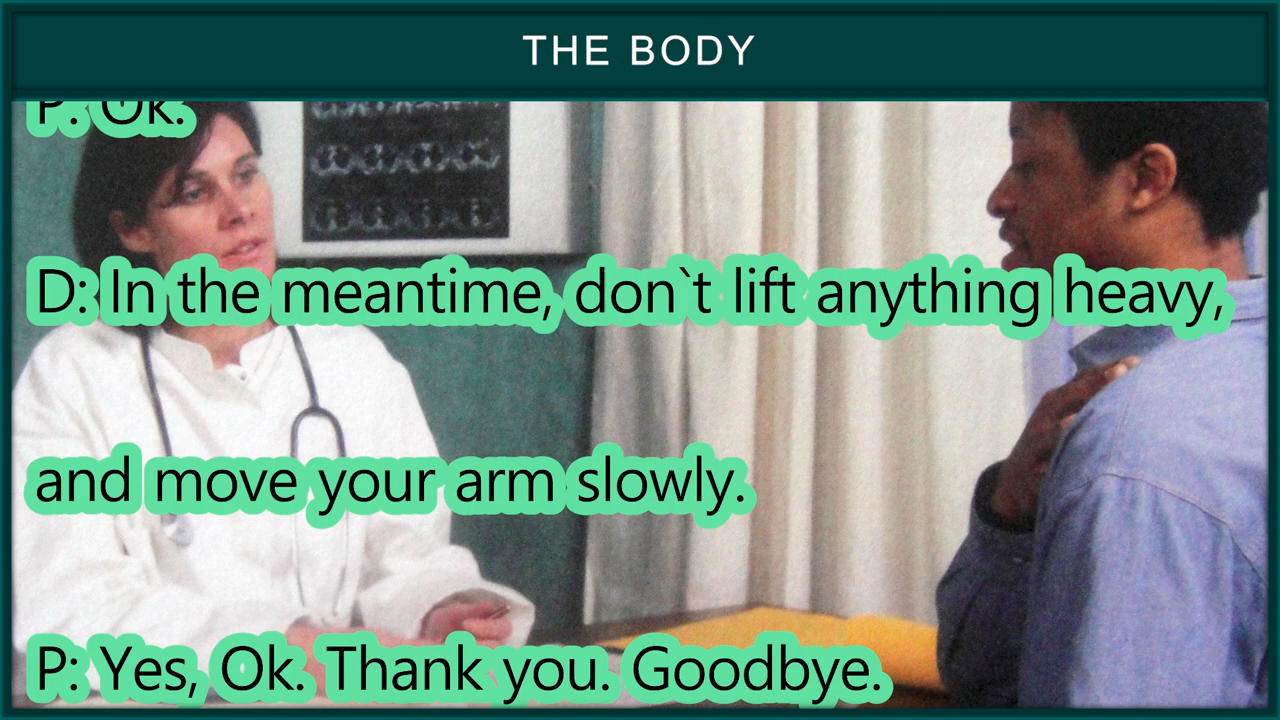 THE BODY
P: Ok.
D: In the meantime, don`t lift anything heavy,
and move your arm slowly.
P: Yes, Ok. Thank you. Goodbye.